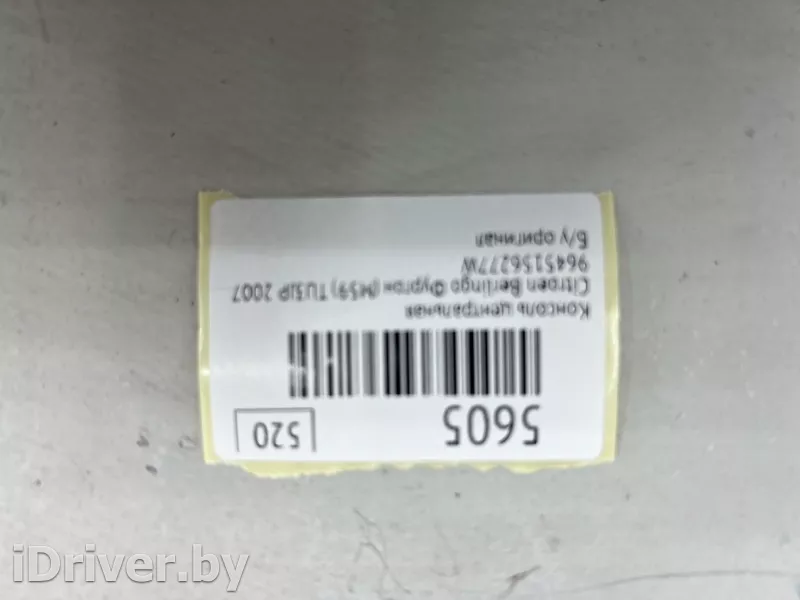 5605
520
Консоль центральная
Citroen Berlingo Фургон (M59) TU3JP 2007
9645156277W
Б/у оригинал
iDriver.by